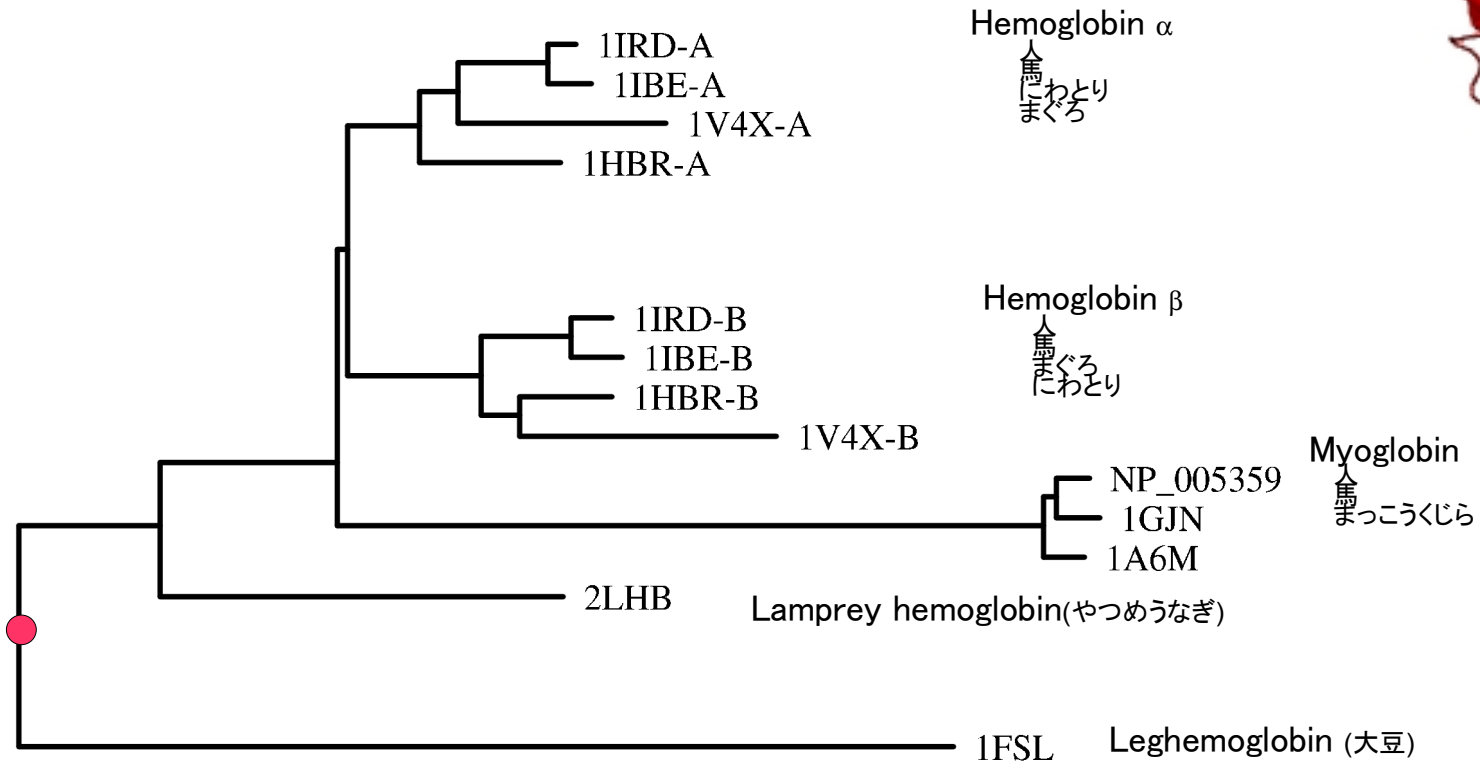 Hemoglobin α
人
馬
にわとり
まぐろ
1IRD-A
1IBE-A
1V4X-A
1HBR-A
Hemoglobin β
人
馬
まぐろ
にわとり
1IRD-B
1IBE-B
1HBR-B
1V4X-B
Myoglobin
人
馬
まっこうくじら
NP_005359
1GJN
1A6M
2LHB
Lamprey hemoglobin(やつめうなぎ)
1FSL
Leghemoglobin (大豆)